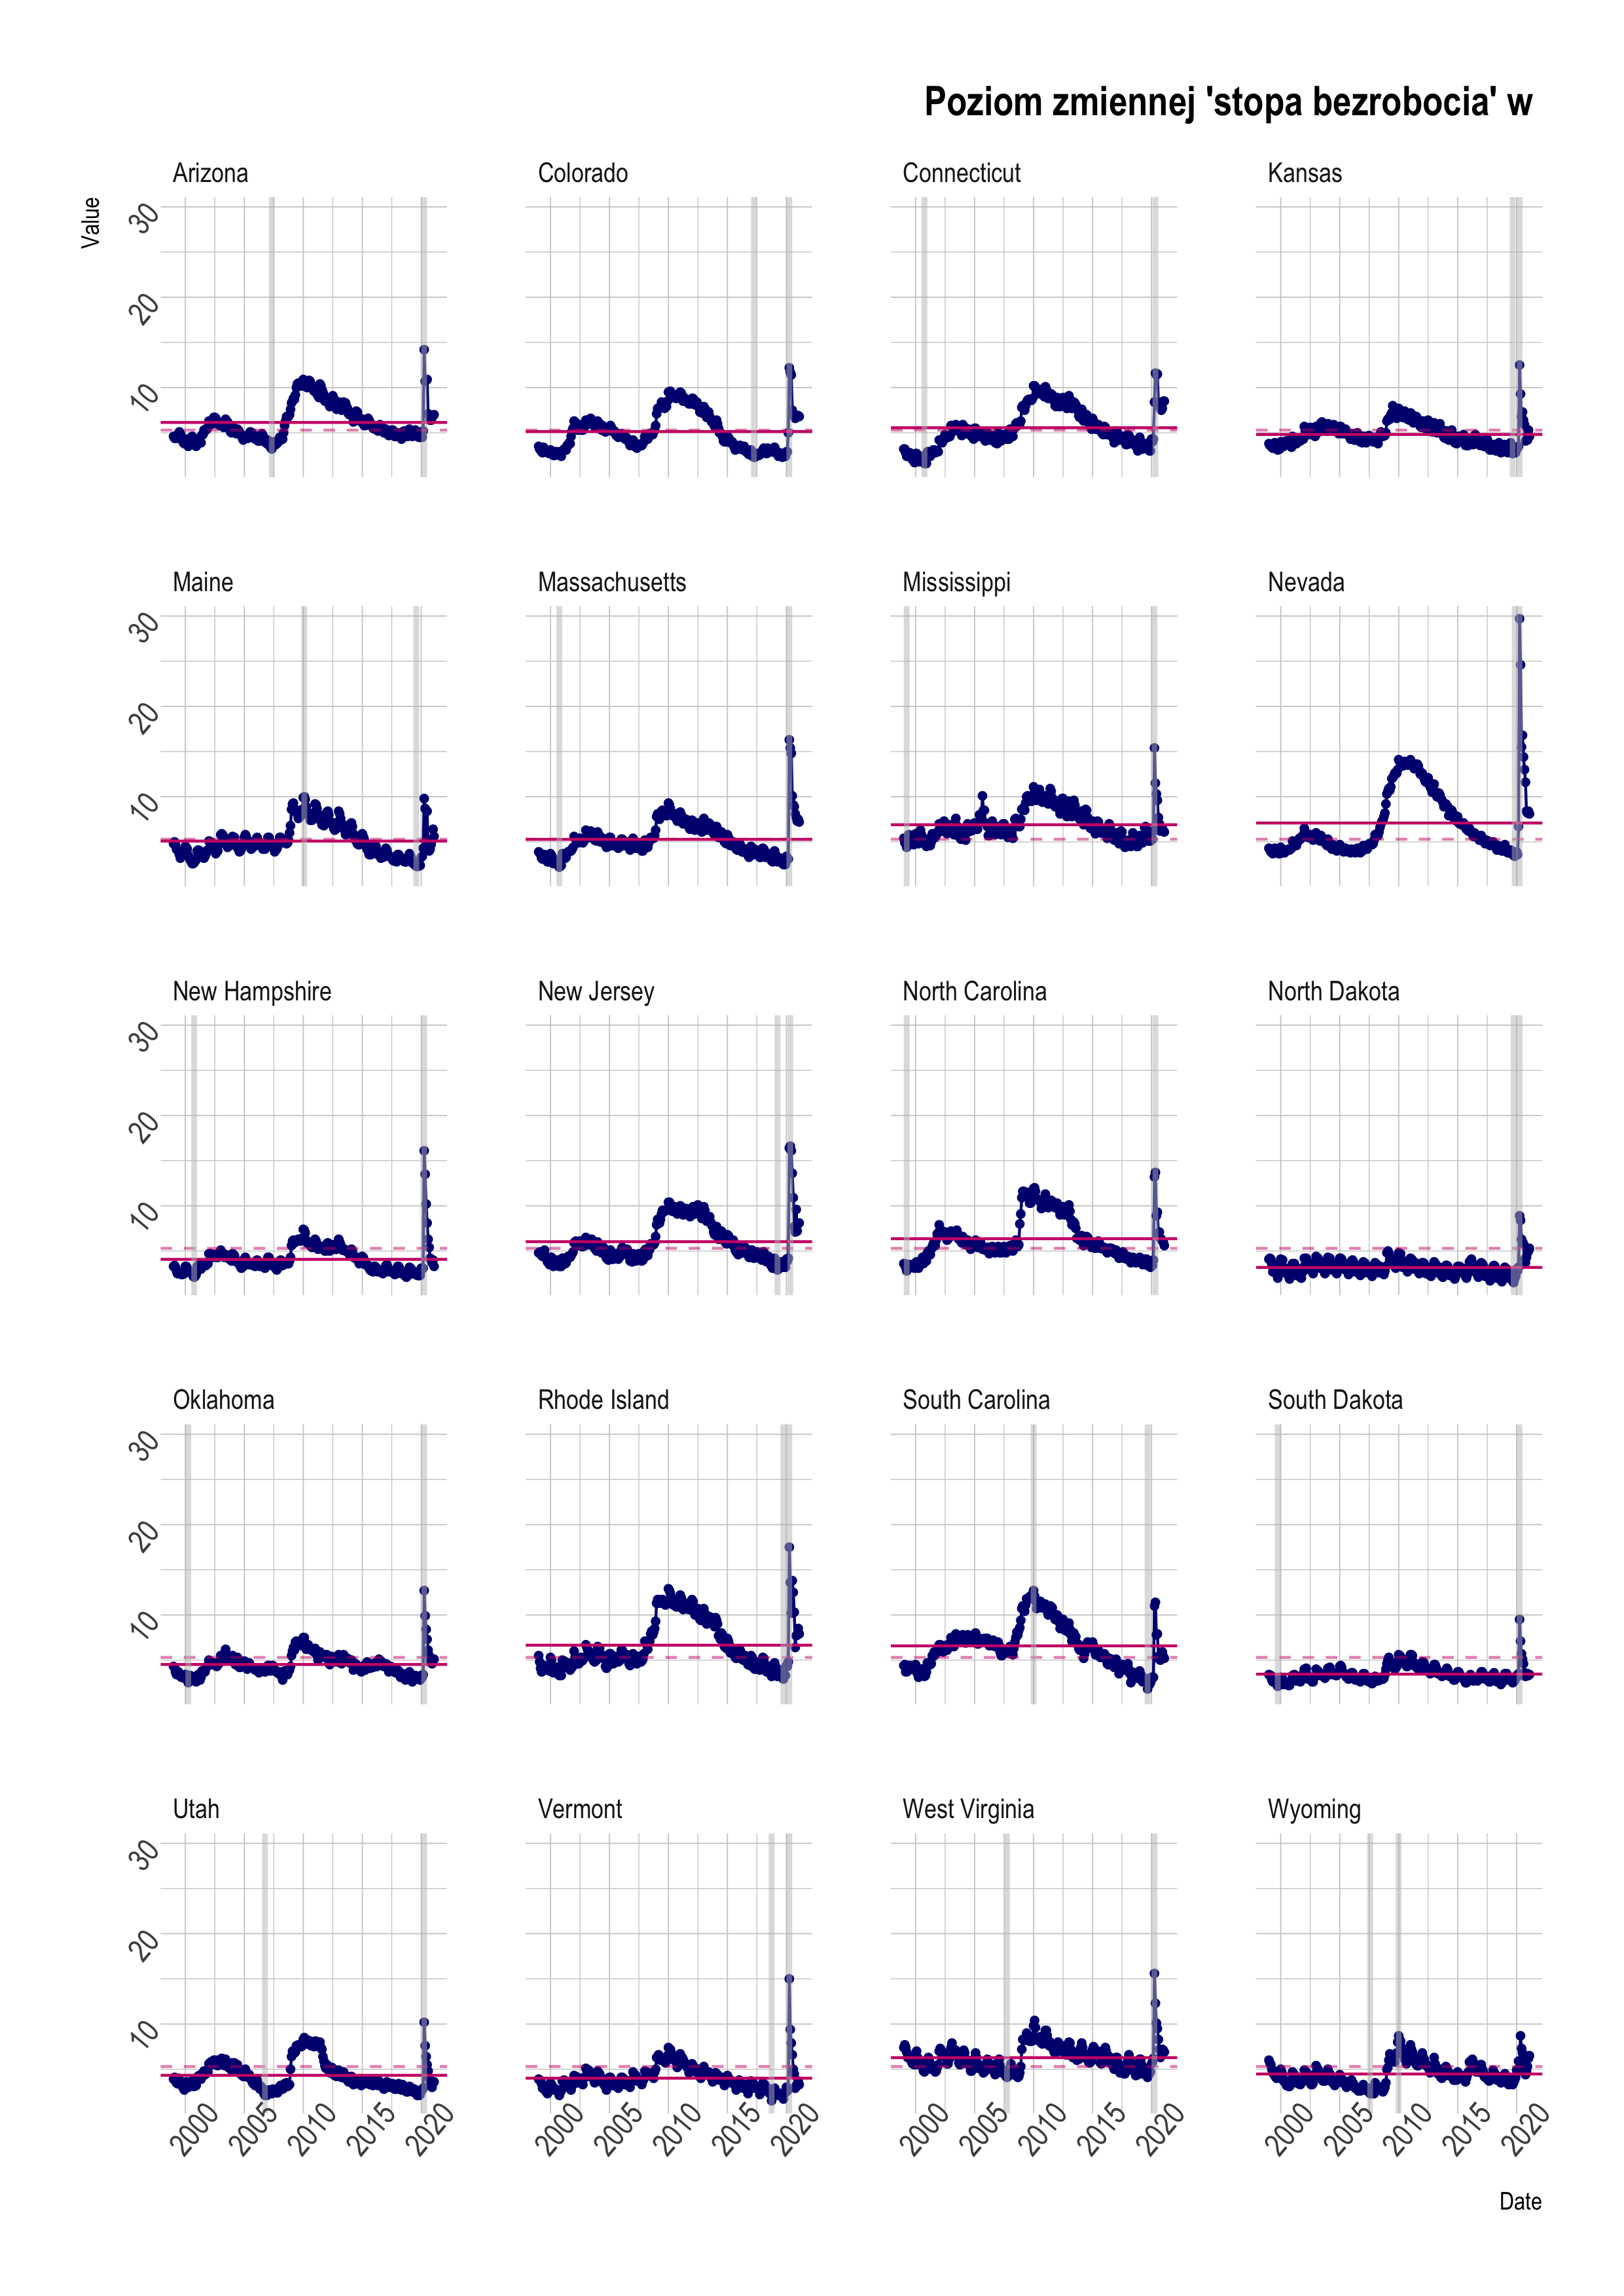 Poziom zmiennej 'stopa bezrobocia' w
Arizona Colorado Connecticut Kansas
Value
30
20
10
Maine Massachusetts Mississippi Nevada
30
20
10
New Hampshire New Jersey North Carolina North Dakota
30
20
10
Oklahoma Rhode Island South Carolina South Dakota
30
20
10
Utah Vermont West Virginia Wyoming
30
20
10
2000 2005 2010 2015 2020 2000 2005 2010 2015 2020 2000 2005 2010 2015 2020 2000 2005 2010 2015 2020
Date